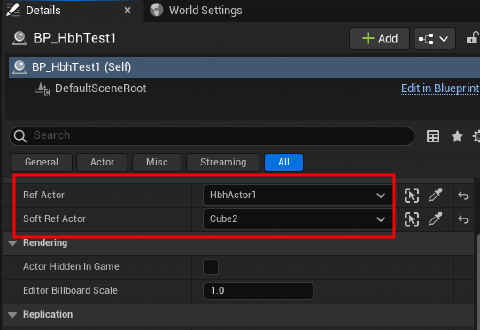 Details
World Settings
BP_HbhTest1
Add
BP_HbhTest1 (Self)
DefaultSceneRoot
Edit in Blueprint
Search
General
Actor
Misc
Streaming
All
Ref Actor
HbhActor1
Soft Ref Actor
Cube2
Rendering
Actor Hidden In Game
Editor Billboard Scale
1.0
Replication